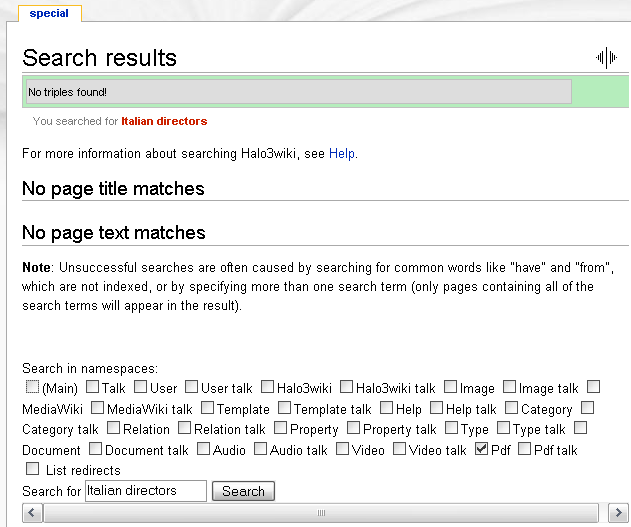 special
Search results
No triples found!
You searched for Italian directors
For more information about searching Halo3wiki, see Help.
No page title matches
No page text matches
Note: Unsuccessful searches are often caused by searching for common words like "have" and "from",
which are not indexed, or by specifying more than one search term (only pages containing all of the
search terms will appear in the result).
Search in namespaces:
(Main) Talk User User talk Halo3wiki Halo3wiki talk Image Image talk
MediaWiki MediaWiki talk Template Template talk Help Help talk Category
Category talk Relation Relation talk Property Property talk Type Type talk
Document Document talk Audio Audio talk Video Video talk Pdf Pdf talk
List redirects
Search for Italian directors Search